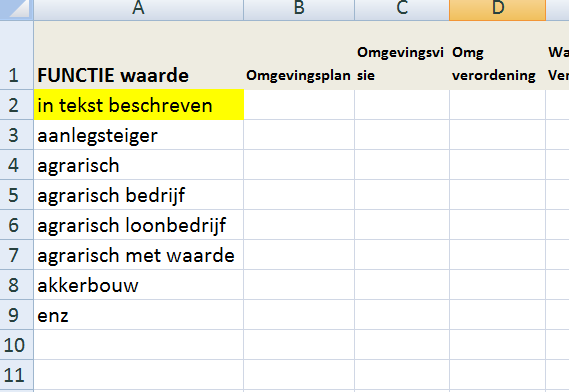 A B C D
Omgevingsvi Omg Wa
1 FUNCTIE waarde Omgevingsplan sie verordening Ver
2 in tekst beschreven
3 aanlegsteiger
4 agrarisch
5 agrarisch bedrijf
6 agrarisch loonbedrijf
7 agrarisch met waarde
8 akkerbouw
9 enz
10
11